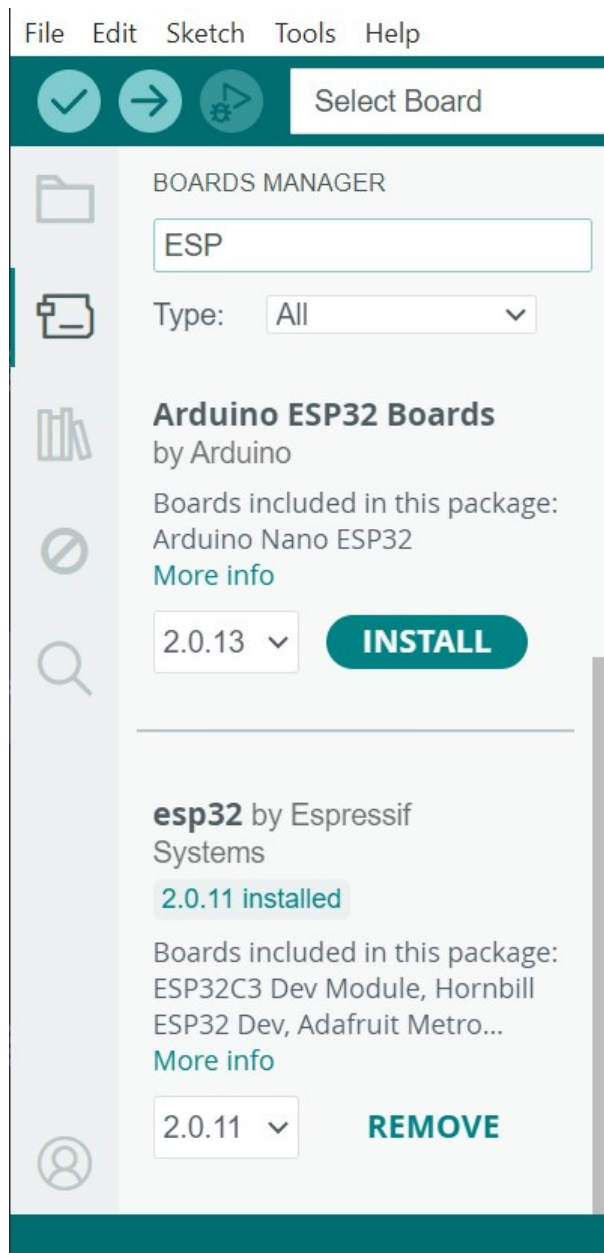 File Edit Sketch Tools Help
Select Board
BOARDS MANAGER
ESP
Type: All
Arduino ESP32 Boards
by Arduino
Boards included in this package:
Arduino Nano ESP32
More info
2.0.13 INSTALL
esp32 by Espressif
Systems
2.0.11 installed
Boards included in this package:
ESP32C3 Dev Module, Hornbill
ESP32 Dev, Adafruit Metro...
More info
2.0.11 REMOVE